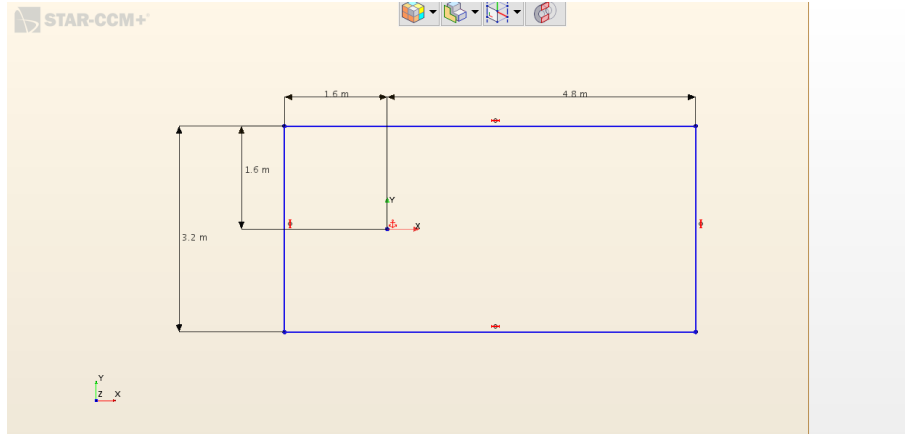 STAR-CCM+
1.6 m
4.8 m
1.6 m
Y
X
3.2 m
Y
Z X